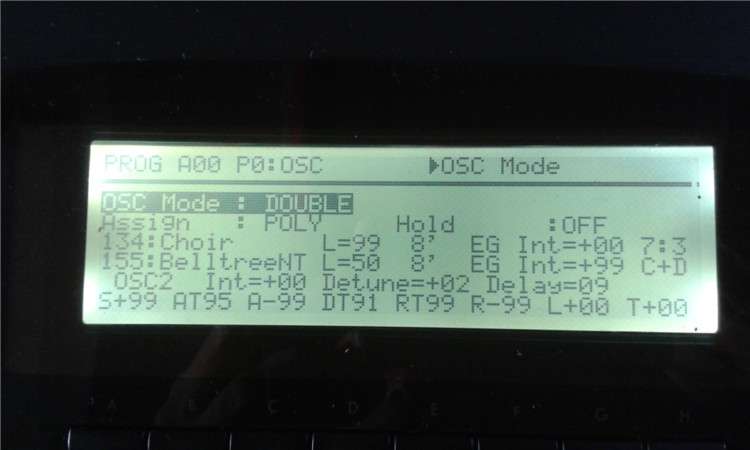 PROG A00 P0:OSC ▶OSC Mode
OSC Mode : DOUBLE
Assign : POLY Hold :OFF
134:Choir L=99 8' EG Int=+00 7:3
155:BelltreeNT L=50 8' EG Int=+99 C+D
OSC2 Int=+00 Detune=+02 Delay=09
S+99 AT95 A-99 DT91 RT99 R-99 L+00 T+00
A B C D E F G H